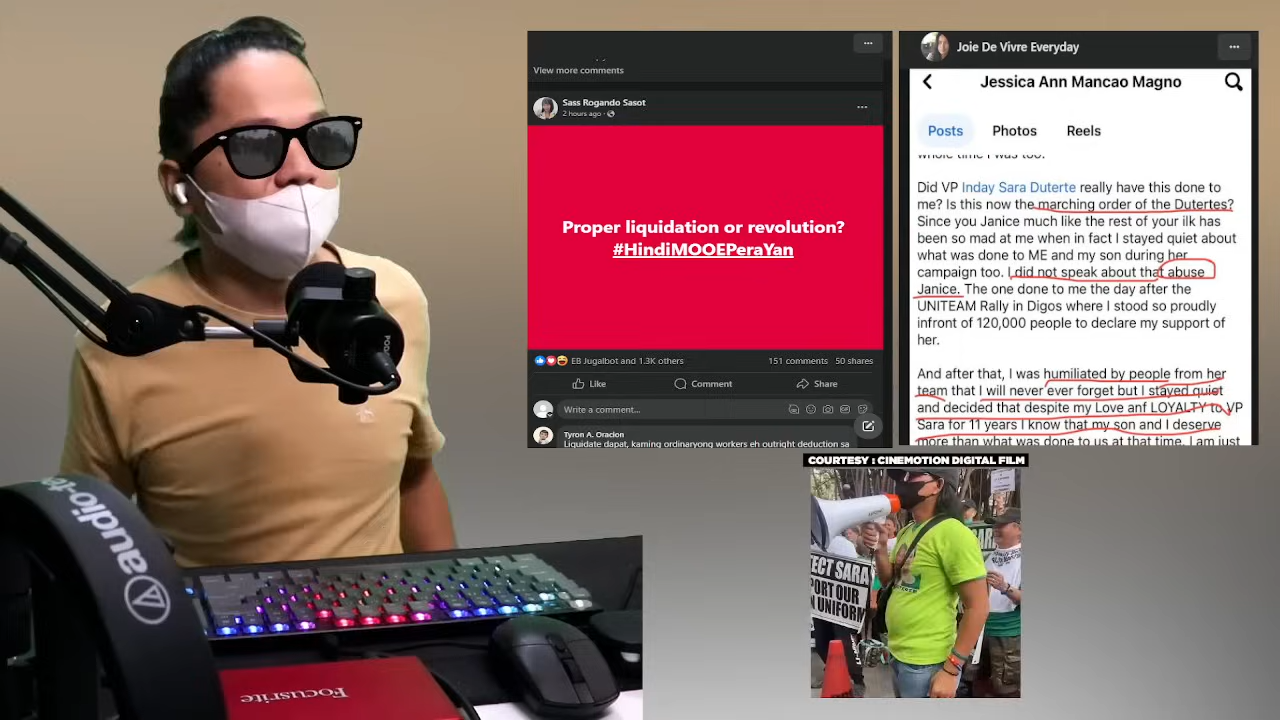 View more comments
Sass Rogando Sasot
2 hours ago
Proper liquidation or revolution?
#HindiMOOEPeraYan
EB Jugalbot and 1.3K others
151 comments
50 shares
Like
Comment
Share
Write a comment...
Tyron A. Oracion
Liquidate dapat, kaming ordinaryong workers eh outright deduction sa
Joie De Vivre Everyday
Jessica Ann Mancao Magno
Posts
Photos
Reels
whole time I was too.
Did VP Inday Sara Duterte really have this done to
me? Is this now the marching order of the Dutertes?
Since you Janice much like the rest of your ilk has
been so mad at me when in fact I stayed quiet about
what was done to ME and my son during her
campaign too. I did not speak about that abuse
Janice. The one done to me the day after the
UNITEAM Rally in Digos where I stood so proudly
infront of 120,000 people to declare my support of
her.
And after that, I was humiliated by people from her
team that I will never ever forget but I stayed quiet
and decided that despite my Love anf LOYALTY to VP
Sara for 11 years I know that my son and I deserve
more than what was done to us at that time. I am just
COURTESY : CINEMOTION DIGITAL FILM
ECT SARA
PORT OUR
N UNIFORM
audio-te
Focusrite